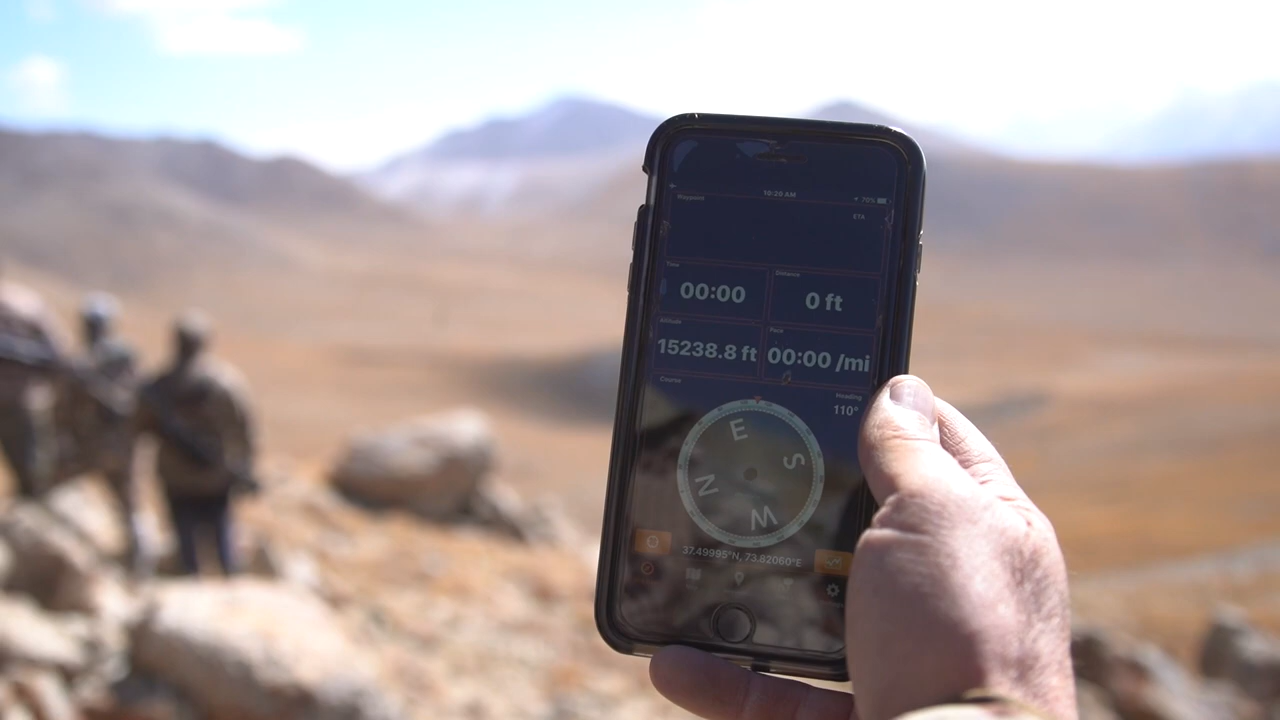 10:20 AM
70%
Waypoint
ETA
Time
Distance
00:00
0 ft
Altitude
Pace
15238.8 ft
00:00 /mi
Course
Heading
110°
E
S
N
W
37.49995°N, 73.82060°E